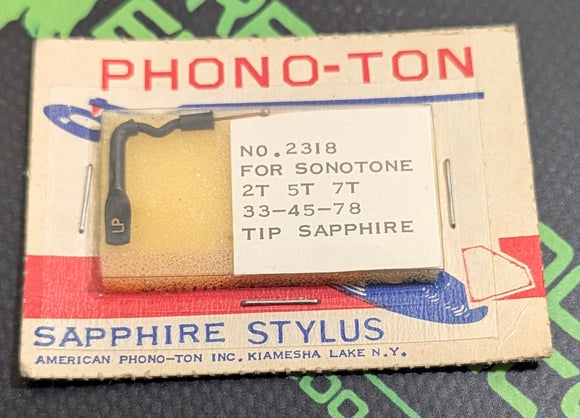 PHONO-TON
NO.2318
FOR SONOTONE
2T 5T 7T
33-45-78
TIP SAPPHIRE
LP
SAPPHIRE STYLUS
AMERICAN PHONO-TON INC. KIAMESHA LAKE N.Y.